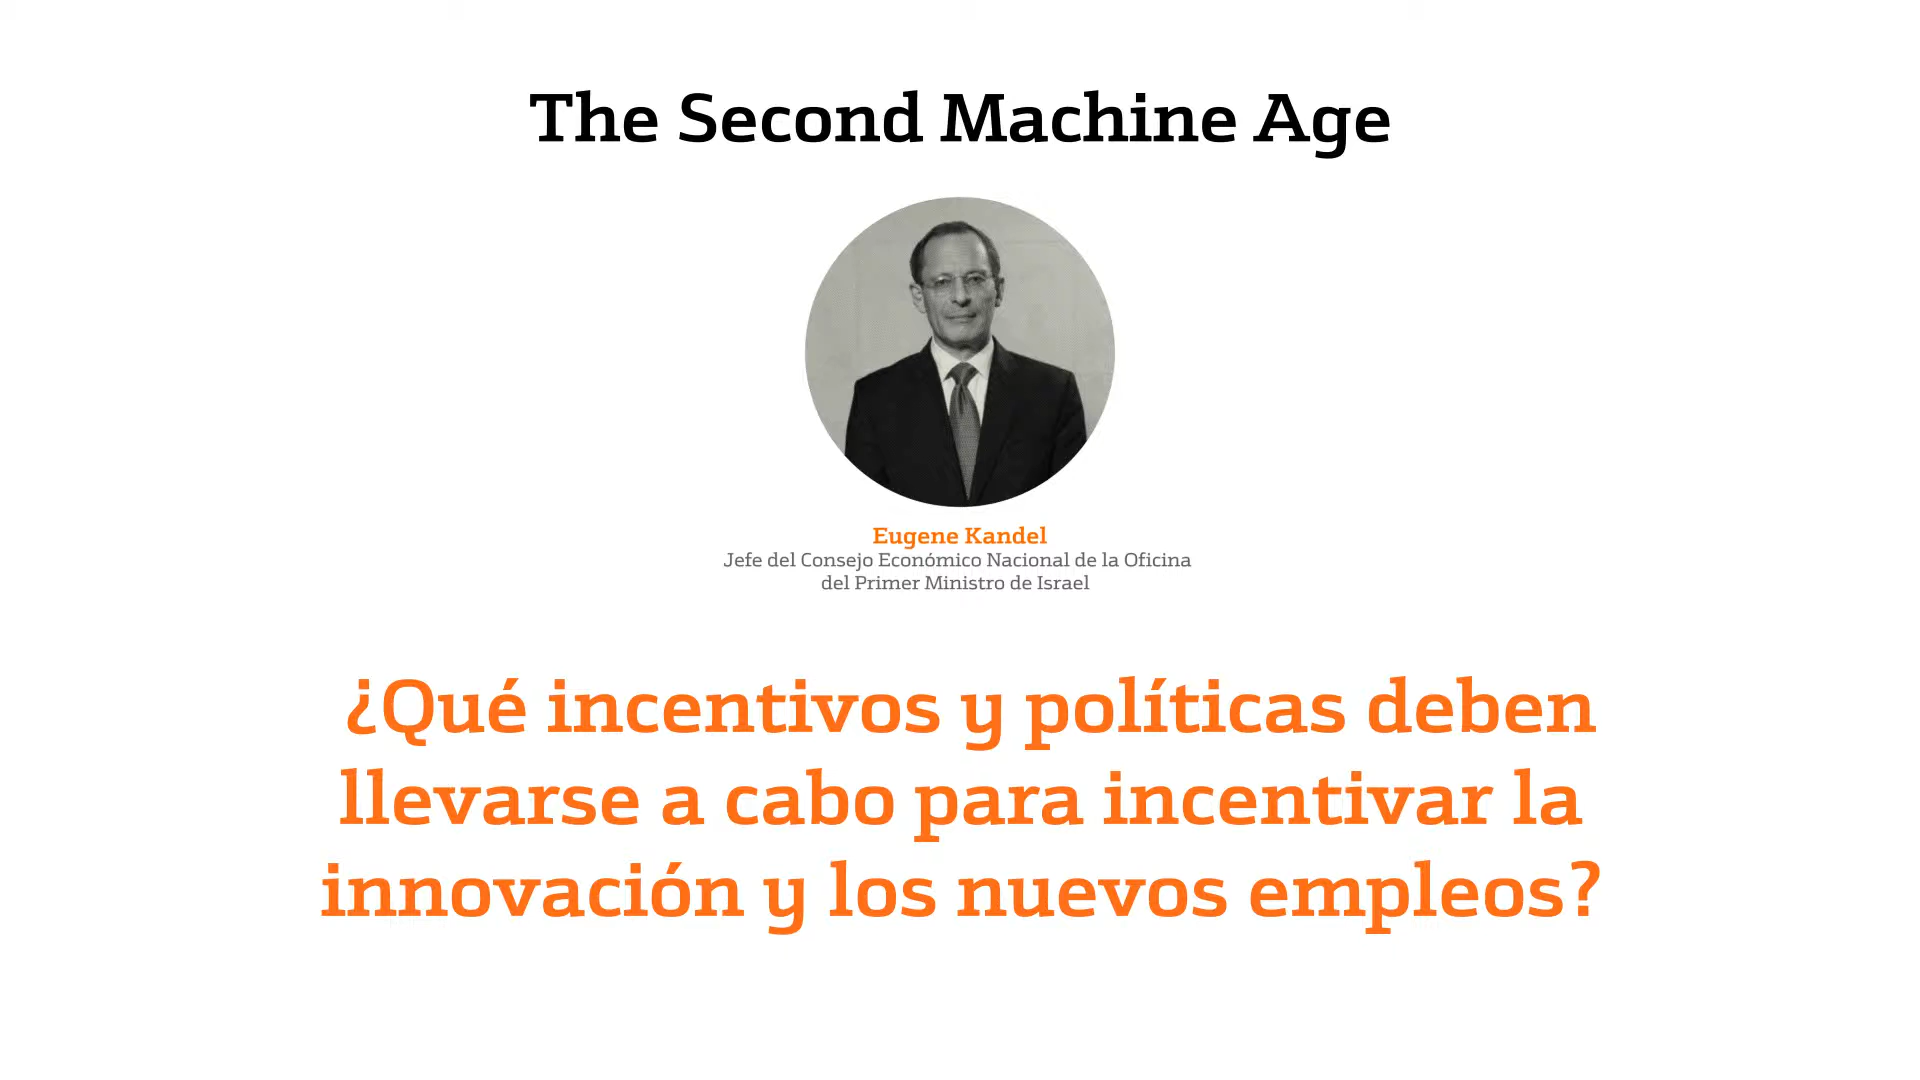 The Second Machine Age
Eugene Kandel
Jefe del Consejo Económico Nacional de la Oficina
del Primer Ministro de Israel
¿Qué incentivos y políticas deben
llevarse a cabo para incentivar la
innovación y los nuevos empleos?